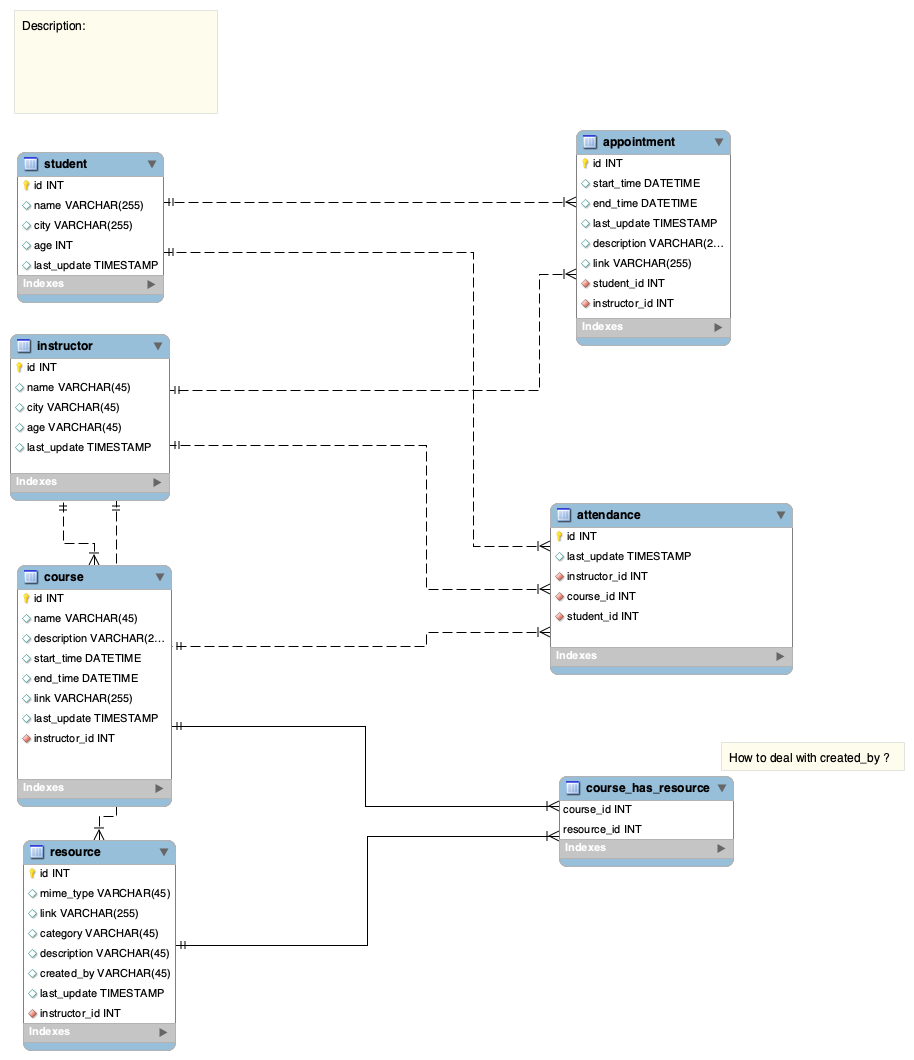 Description:
student
id INT
name VARCHAR(255)
city VARCHAR(255)
age INT
last_update TIMESTAMP
Indexes
appointment
id INT
start_time DATETIME
end_time DATETIME
last_update TIMESTAMP
description VARCHAR(2...
link VARCHAR(255)
student_id INT
instructor_id INT
Indexes
instructor
id INT
name VARCHAR(45)
city VARCHAR(45)
age VARCHAR(45)
last_update TIMESTAMP
Indexes
attendance
id INT
last_update TIMESTAMP
instructor_id INT
course_id INT
student_id INT
Indexes
course
id INT
name VARCHAR(45)
description VARCHAR(2...
start_time DATETIME
end_time DATETIME
link VARCHAR(255)
last_update TIMESTAMP
instructor_id INT
Indexes
How to deal with created_by ?
course_has_resource
course_id INT
resource_id INT
Indexes
resource
id INT
mime_type VARCHAR(45)
link VARCHAR(255)
category VARCHAR(45)
description VARCHAR(45)
created_by VARCHAR(45)
last_update TIMESTAMP
instructor_id INT
Indexes